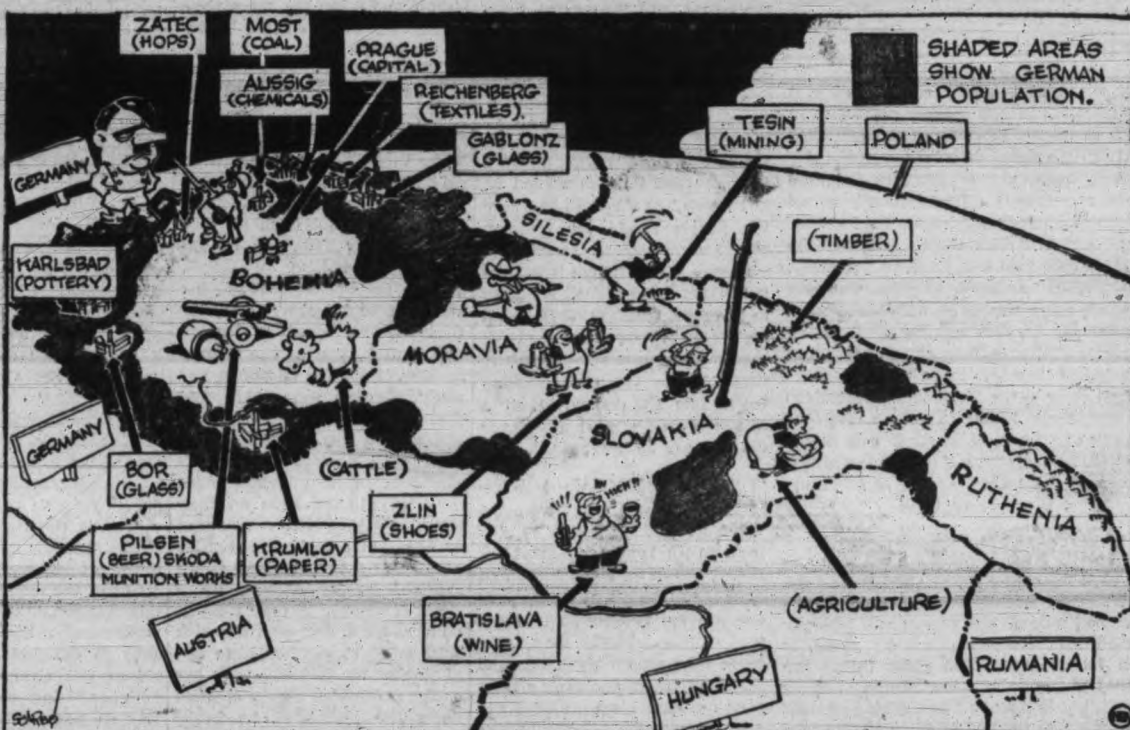 ZATEC
(HOPS)
MOST
(COAL)
PRAGUE
(CAPITAL)
AUSSIG
(CHEMICALS)
REICHENBERG
(TEXTILES).
GABLONZ
(GLASS)
SHADED AREAS
SHOW GERMAN
POPULATION.
TESIN
(MINING)
POLAND
GERMANY
SILESIA
(TIMBER)
KARLSBAD
(POTTERY)
BOHEMIA
MORAVIA
SLOVAKIA
RUTHENIA
GERMANY
BOR
(GLASS)
(CATTLE)
ZLIN
(SHOES)
PILSEN
(BEER) SKODA
MUNITION WORKS
KRUMLOV
(PAPER)
(AGRICULTURE)
AUSTRIA
BRATISLAVA
(WINE)
HUNGARY
RUMANIA